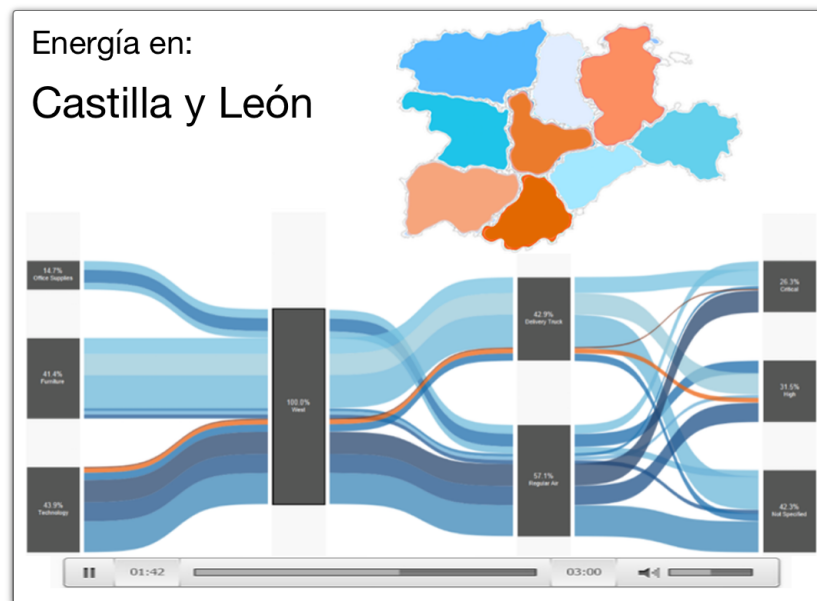 Energía en:
Castilla y León
14.7%
Office Supplies
41.4%
Furniture
43.9%
Technology
100.0%
West
42.9%
Delivery Truck
57.1%
Regular Air
26.3%
Critical
31.5%
High
42.3%
Not Specified
01:42
03:00